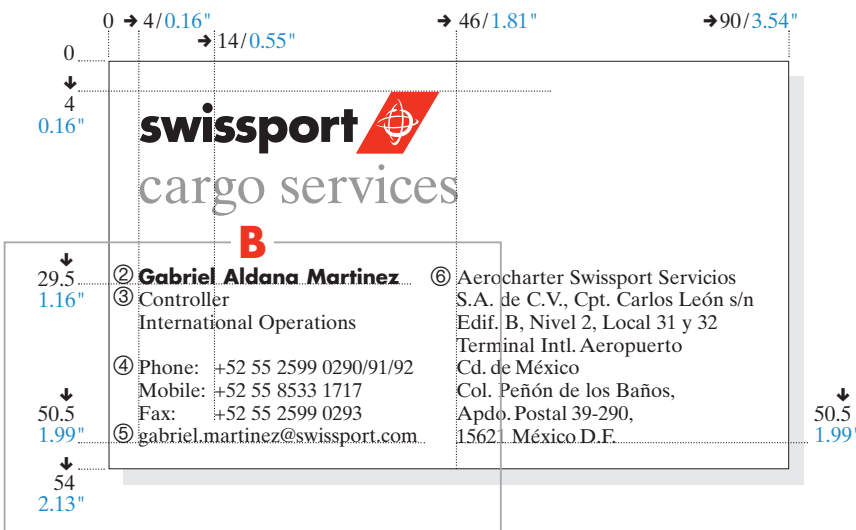 0 → 4/0.16" → 46/1.81" → 90/3.54"
→ 14/0.55"
0
↓
4
0.16"
swissport
cargo services
B
↓
29.5
1.16"
② Gabriel Aldana Martinez
③ Controller
International Operations
④ Phone: +52 55 2599 0290/91/92
Mobile: +52 55 8533 1717
Fax: +52 55 2599 0293
⑤ gabriel.martinez@swissport.com
⑥ Aerocharter Swissport Servicios
S.A. de C.V., Cpt. Carlos León s/n
Edif. B, Nivel 2, Local 31 y 32
Terminal Intl. Aeropuerto
Cd. de México
Col. Peñón de los Baños,
Apdo. Postal 39-290,
15621 México D.F.
↓
50.5
1.99"
↓
50.5
1.99"
↓
54
2.13"